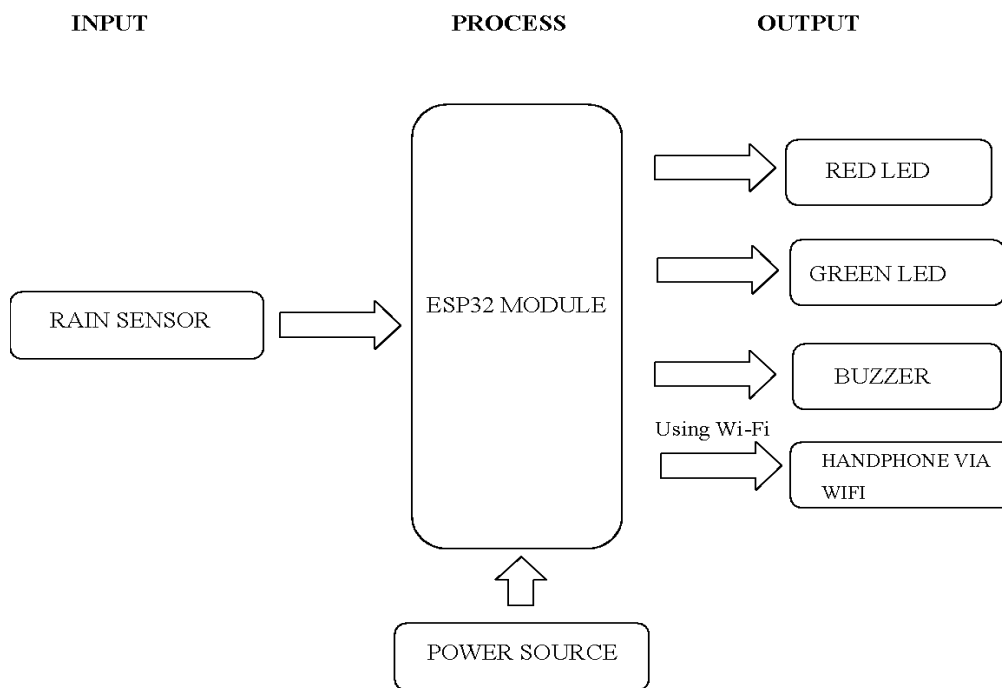 INPUT
PROCESS
OUTPUT
RED LED
GREEN LED
RAIN SENSOR
ESP32 MODULE
BUZZER
Using Wi-Fi
HANDPHONE VIA
WIFI
POWER SOURCE